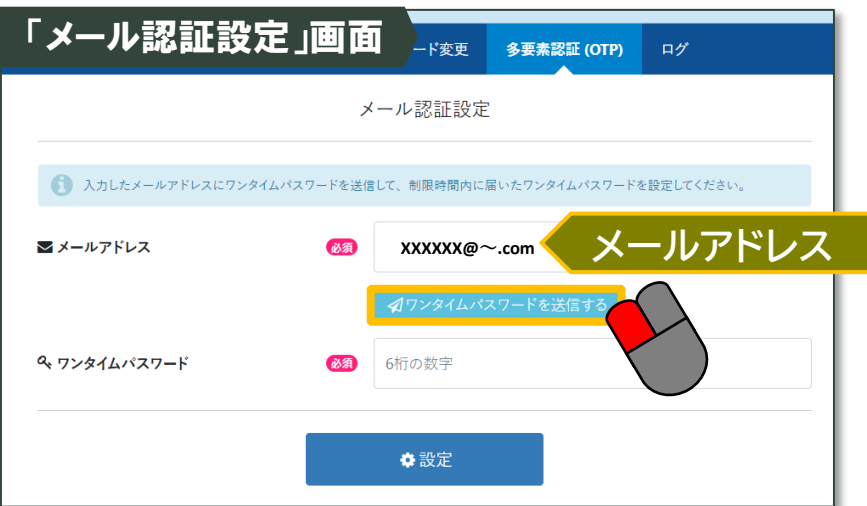 「メール認証設定」画面
ード変更
多要素認証 (OTP)
ログ
メール認証設定
入力したメールアドレスにワンタイムパスワードを送信して、制限時間内に届いたワンタイムパスワードを設定してください。
メールアドレス
必須
XXXXXX@～.com
メールアドレス
ワンタイムパスワードを送信する
ワンタイムパスワード
必須
6桁の数字
設定